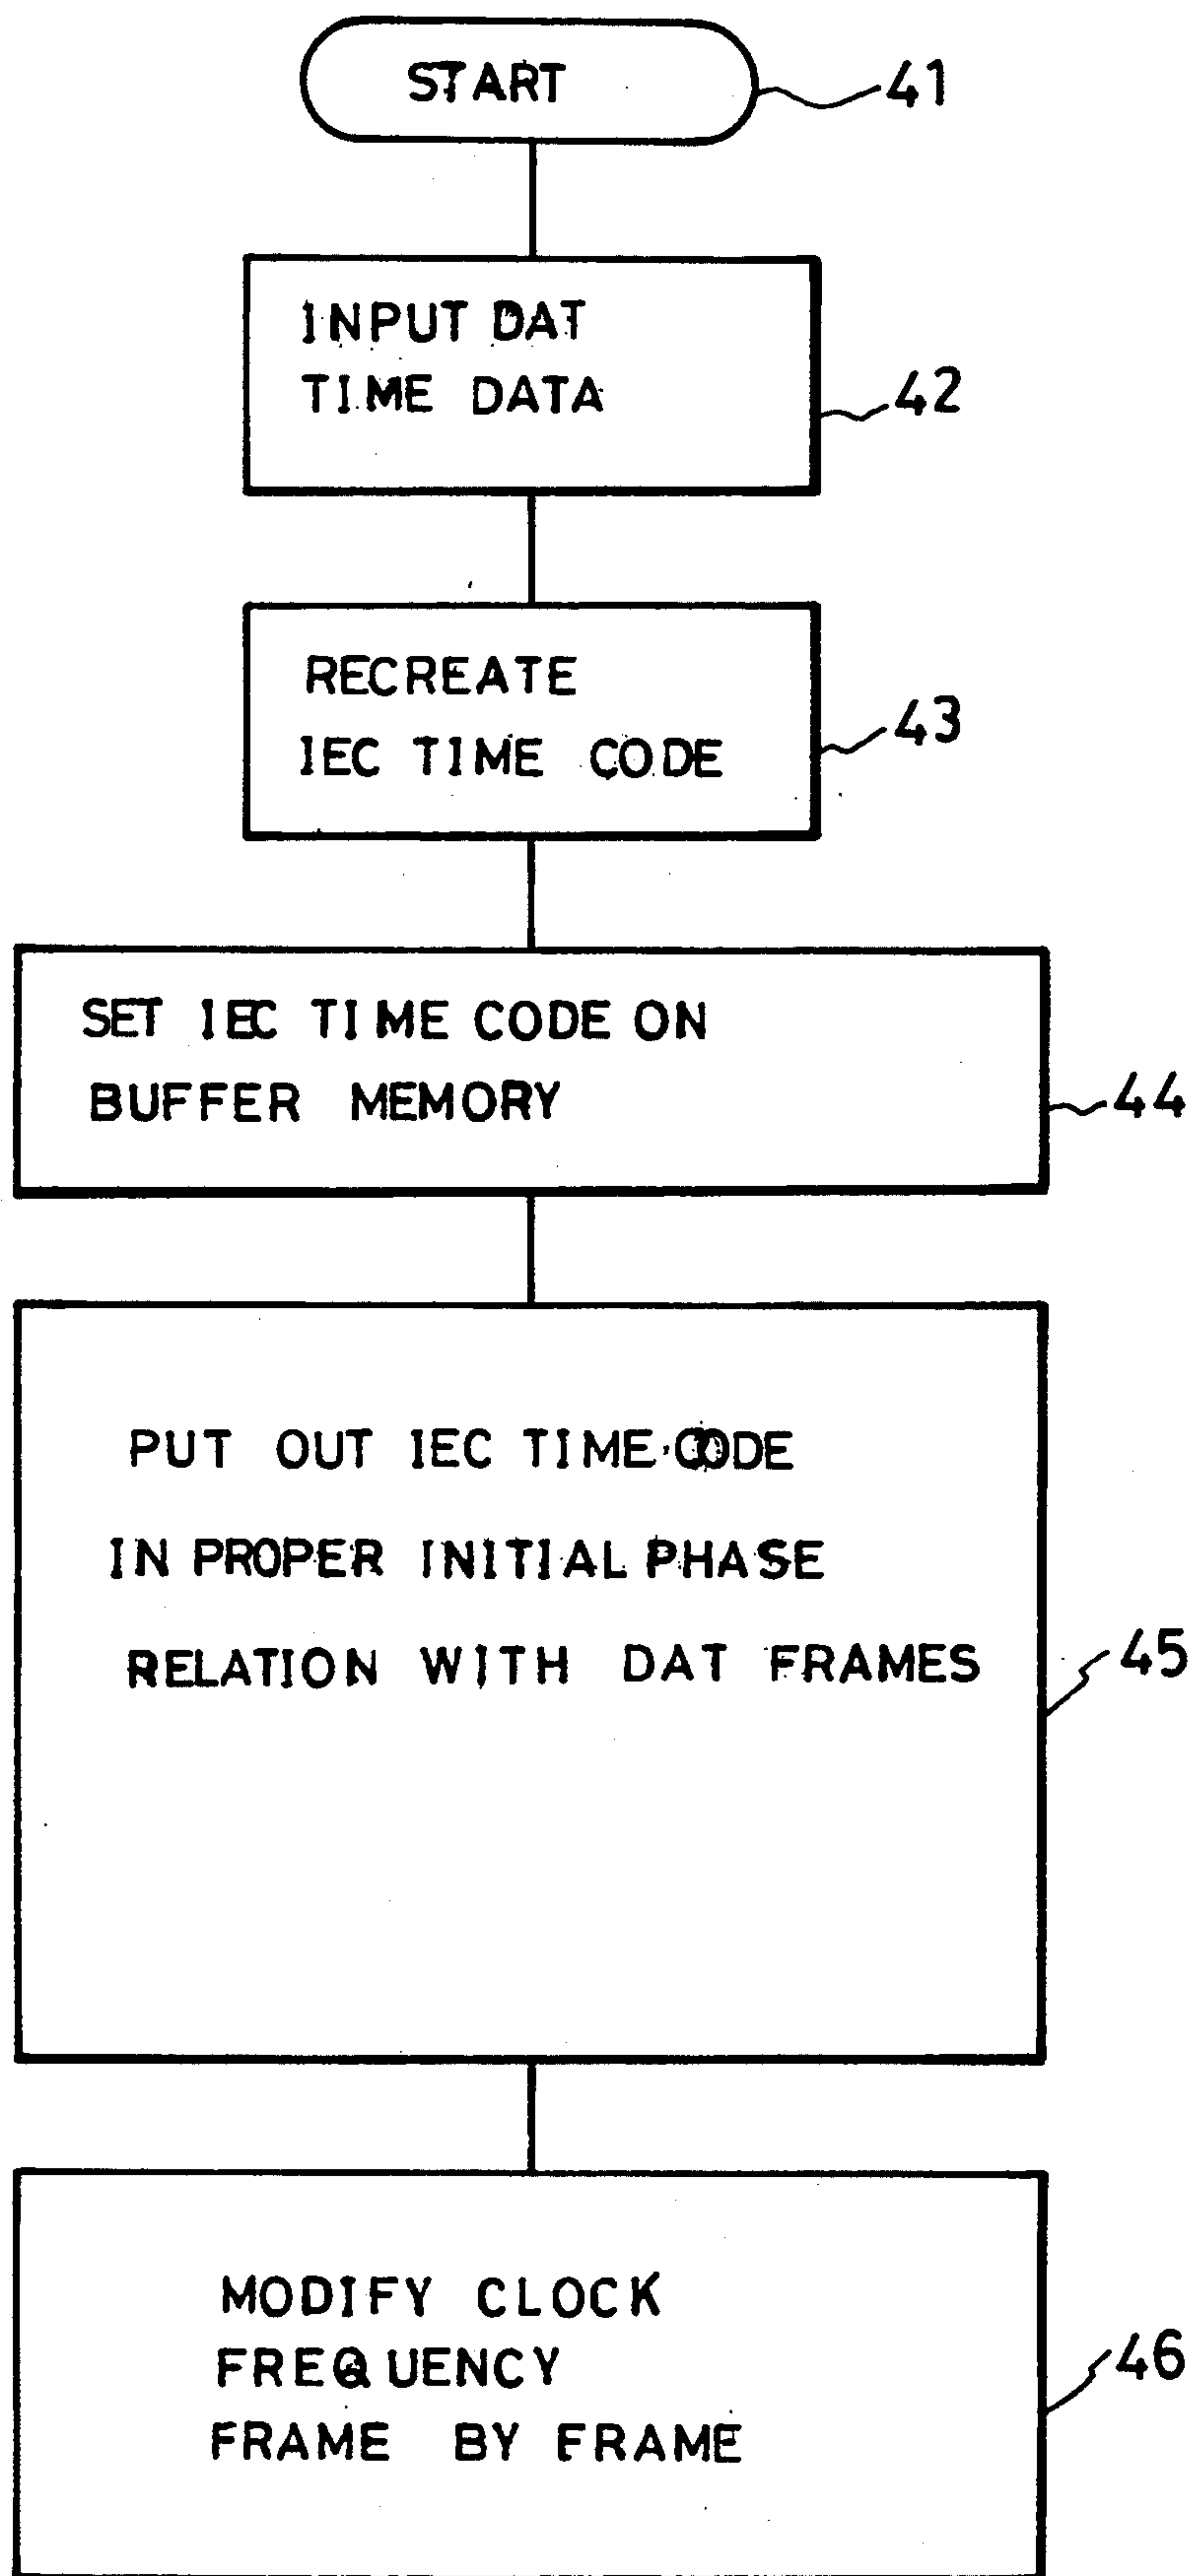 START
41
INPUT DAT
TIME DATA
42
RECREATE
IEC TIME CODE
43
SET IEC TIME CODE ON
BUFFER MEMORY
44
PUT OUT IEC TIME CODE
IN PROPER INITIAL PHASE
RELATION WITH DAT FRAMES
45
MODIFY CLOCK
FREQUENCY
FRAME BY FRAME
46